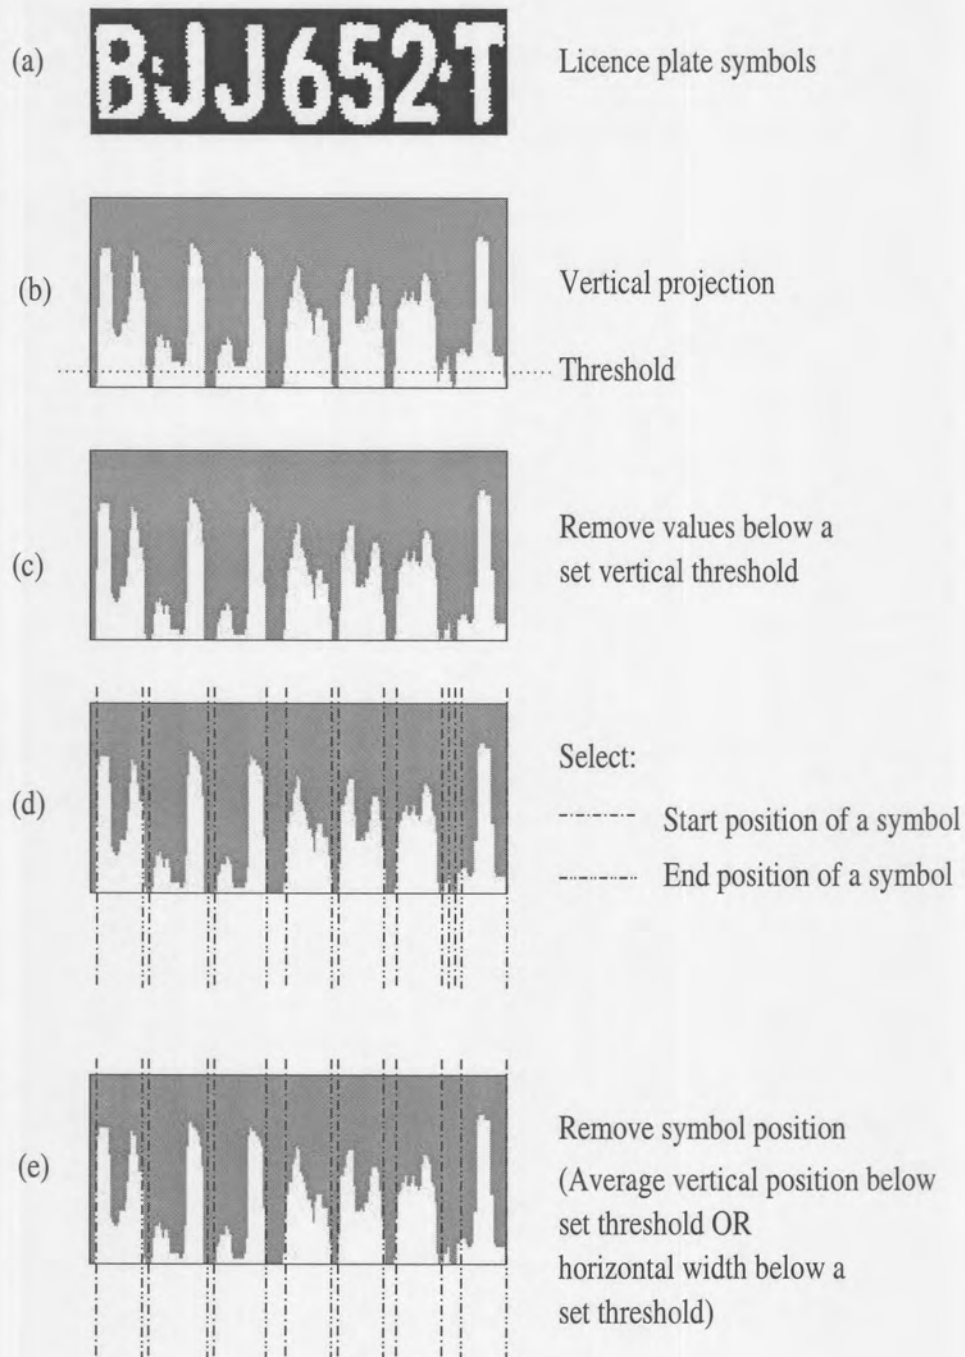 (a)
B:JJ652·T
Licence plate symbols
(b)
Vertical projection
Threshold
(c)
Remove values below a
set vertical threshold
(d)
Select:
Start position of a symbol
End position of a symbol
(e)
Remove symbol position
(Average vertical position below
set threshold OR
horizontal width below a
set threshold)